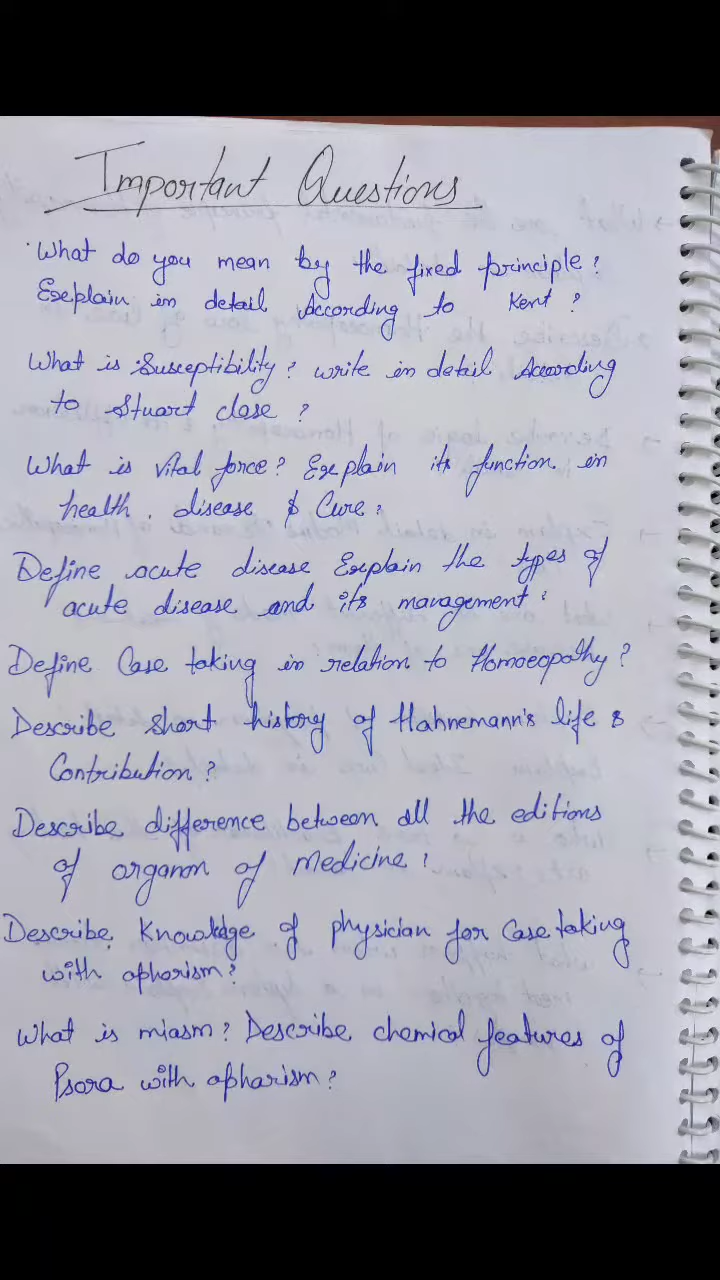 Important Questions
What do you mean by the fixed principle?
Explain in detail According to Kent?
What is Susceptibility? write in detail According
to Stuart close?
What is vital force? Explain its function in
health, disease & Cure?
Define acute disease Explain the types of
acute disease and its management?
Define Case taking in relation to Homoeopathy?
Describe short history of Hahnemann's life &
Contribution?
Describe difference between all the editions
of organon of medicine?
Describe Knowledge of physician for Case taking
with apharism?
What is miasm? Describe chemical features of
Psora with apharism?